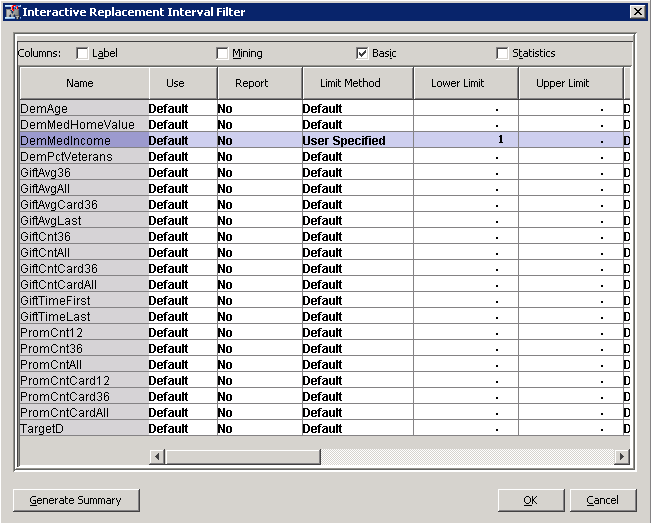 Interactive Replacement Interval Filter
Columns: Label Mining Basic Statistics
Name Use Report Limit Method Lower Limit Upper Limit
DemAge Default No Default . . D
DemMedHomeValue Default No Default . . D
DemMedIncome Default No User Specified 1 . D
DemPctVeterans Default No Default . . D
GiftAvg36 Default No Default . . D
GiftAvgAll Default No Default . . D
GiftAvgCard36 Default No Default . . D
GiftAvgLast Default No Default . . D
GiftCnt36 Default No Default . . D
GiftCntAll Default No Default . . D
GiftCntCard36 Default No Default . . D
GiftCntCardAll Default No Default . . D
GiftTimeFirst Default No Default . . D
GiftTimeLast Default No Default . . D
PromCnt12 Default No Default . . D
PromCnt36 Default No Default . . D
PromCntAll Default No Default . . D
PromCntCard12 Default No Default . . D
PromCntCard36 Default No Default . . D
PromCntCardAll Default No Default . . D
TargetD Default No Default . . D
Generate Summary OK Cancel